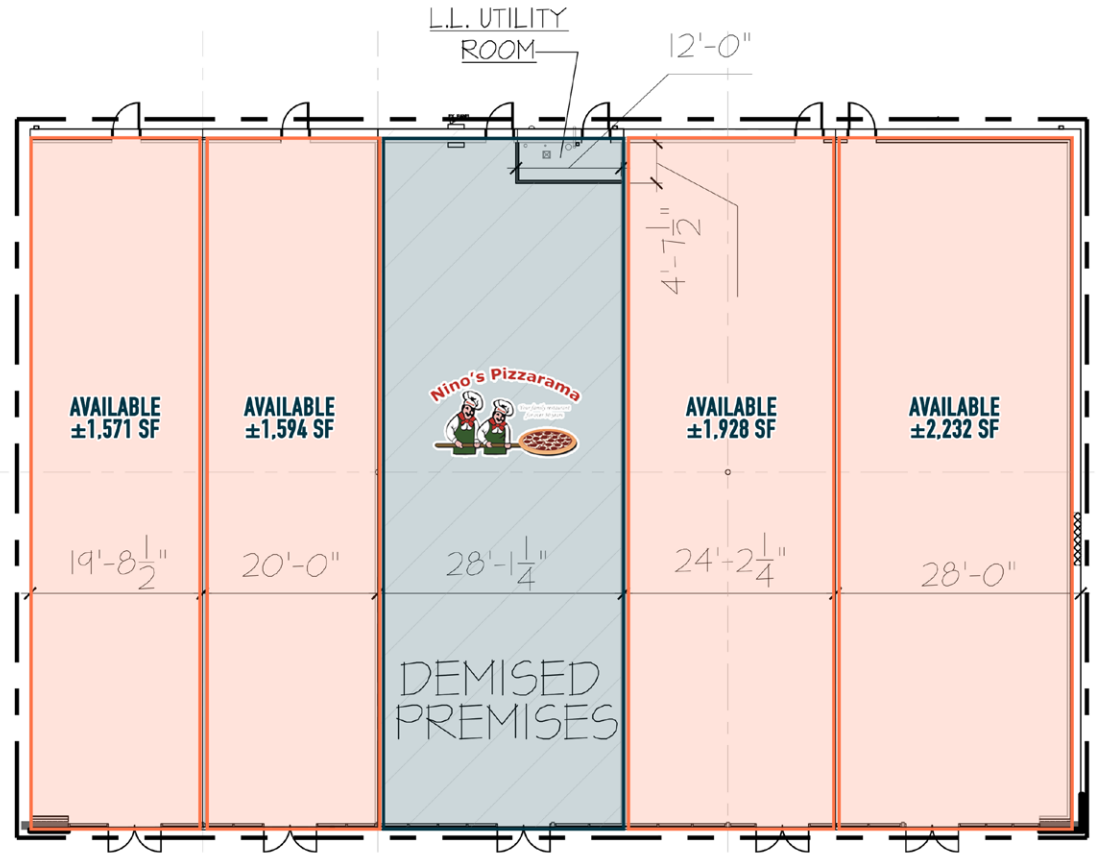 L.L. UTILITY
ROOM
12'-0"
4'-7 1/2"
AVAILABLE
±1,571 SF
AVAILABLE
±1,594 SF
Nino's Pizzarama
AVAILABLE
±1,928 SF
AVAILABLE
±2,232 SF
19'-8 1/2"
20'-0"
28'-1 1/4"
24'-2 1/4"
28'-0"
DEMISED
PREMISES